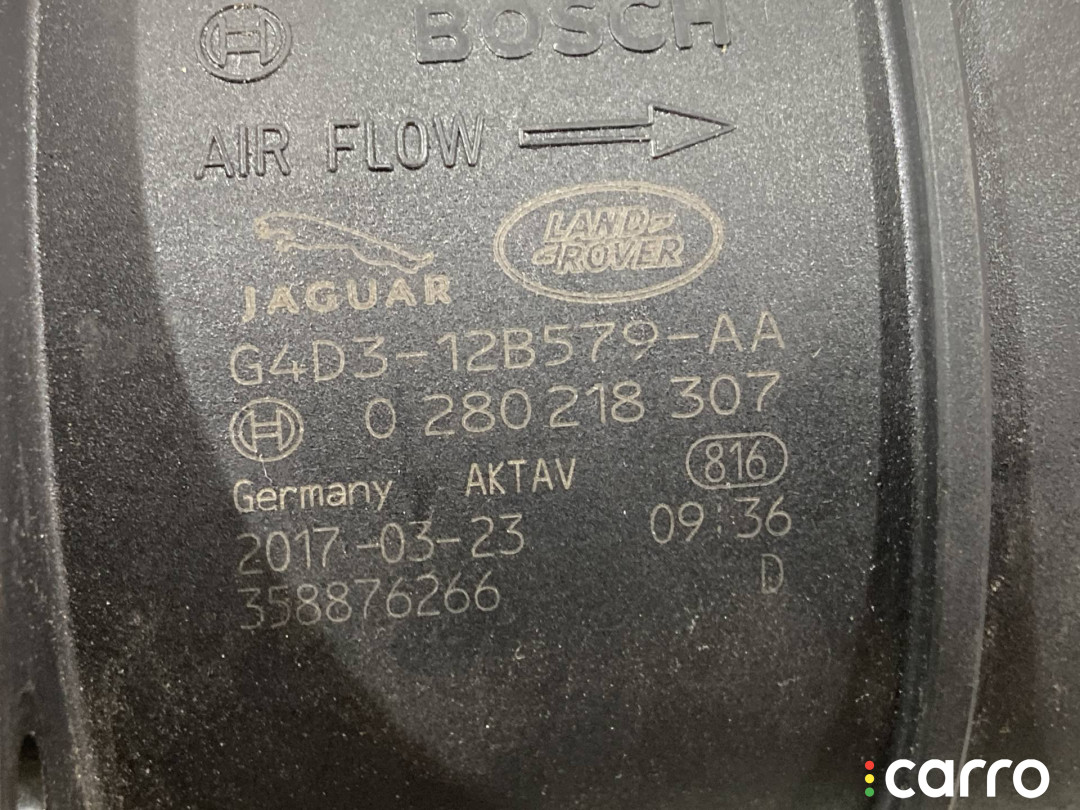 BOSCH
AIR FLOW
JAGUAR
LAND
ROVER
G4D3-12B579-AA
0 280 218 307
Germany AKTAV 816
2017-03-23 09:36
358876266 D
carro